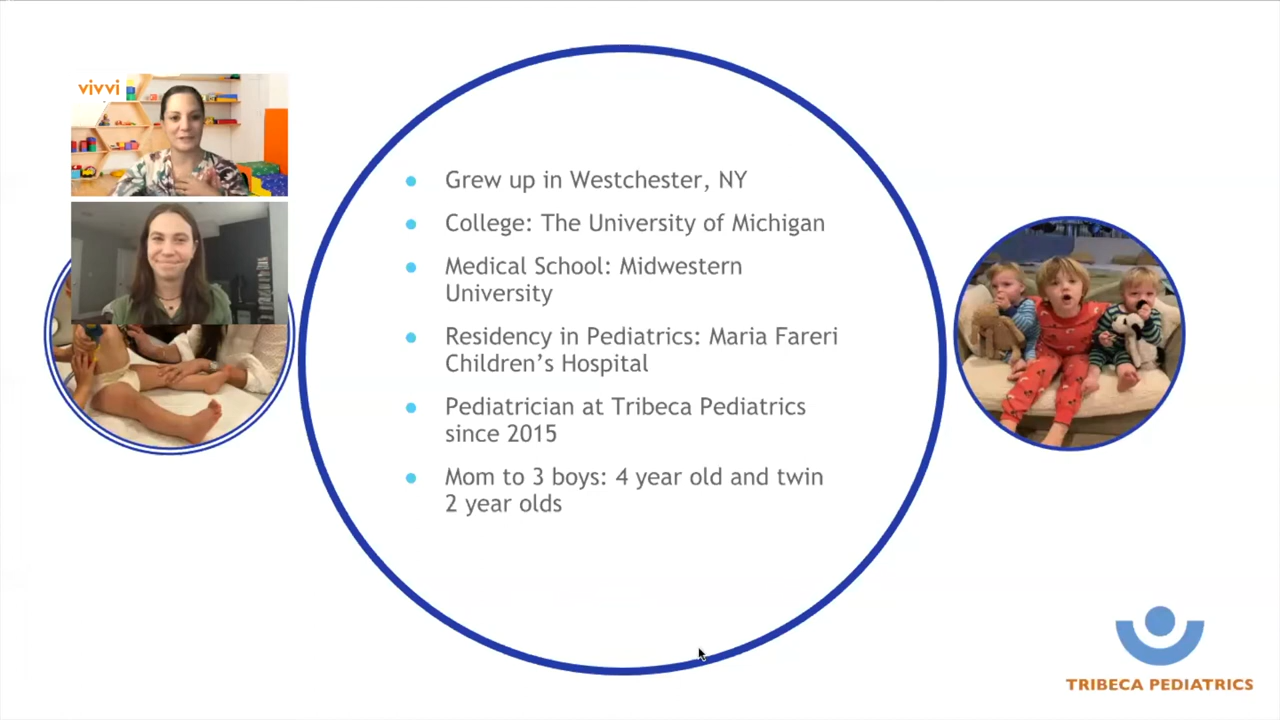 vivvi
Grew up in Westchester, NY
College: The University of Michigan
Medical School: Midwestern
University
Residency in Pediatrics: Maria Fareri
Children's Hospital
Pediatrician at Tribeca Pediatrics
since 2015
Mom to 3 boys: 4 year old and twin
2 year olds
TRIBECA PEDIATRICS